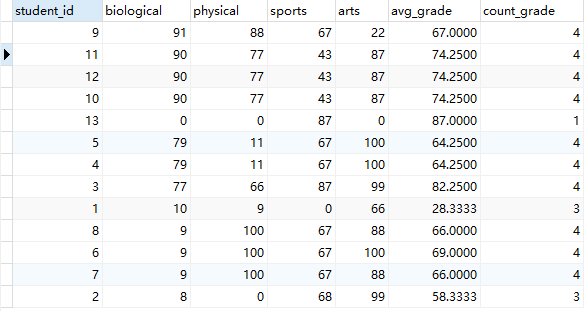 student_id biological physical sports arts avg_grade count_grade
9 91 88 67 22 67.0000 4
11 90 77 43 87 74.2500 4
12 90 77 43 87 74.2500 4
10 90 77 43 87 74.2500 4
13 0 0 87 0 87.0000 1
5 79 11 67 100 64.2500 4
4 79 11 67 100 64.2500 4
3 77 66 87 99 82.2500 4
1 10 9 0 66 28.3333 3
8 9 100 67 88 66.0000 4
6 9 100 67 100 69.0000 4
7 9 100 67 88 66.0000 4
2 8 0 68 99 58.3333 3